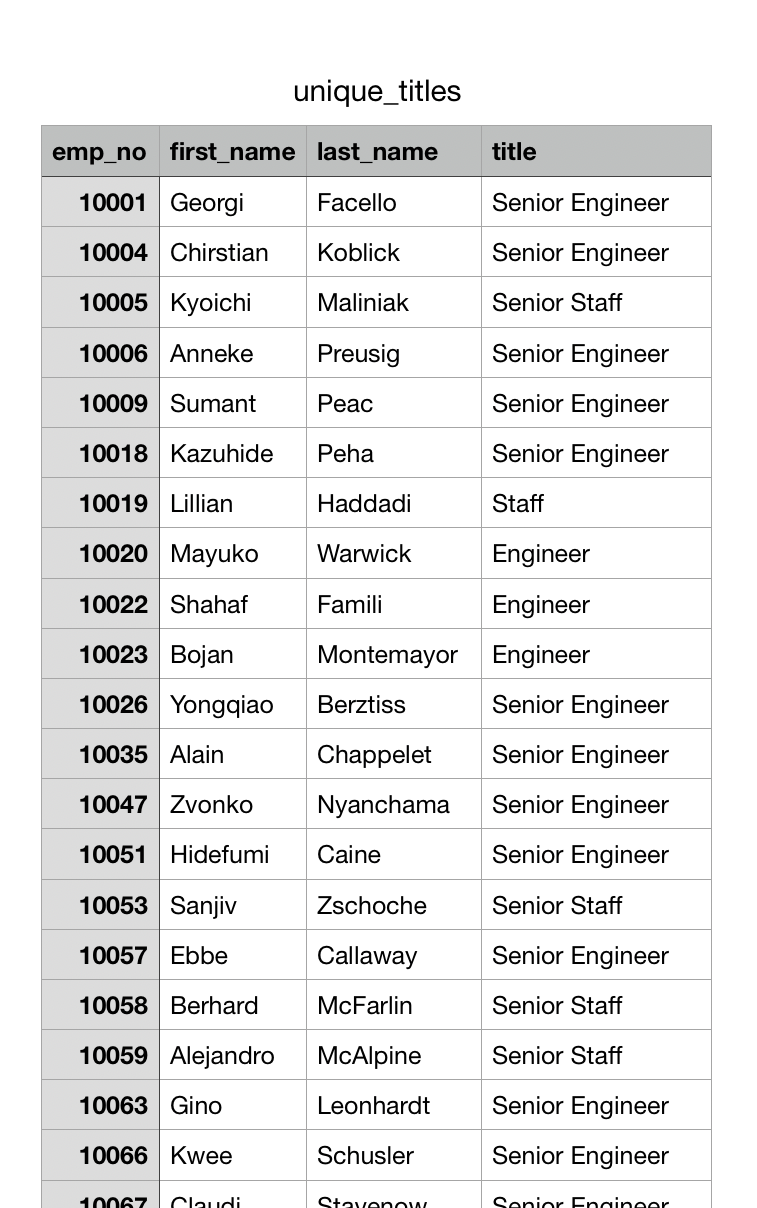 unique_titles
emp_no first_name last_name title
10001 Georgi Facello Senior Engineer
10004 Chirstian Koblick Senior Engineer
10005 Kyoichi Maliniak Senior Staff
10006 Anneke Preusig Senior Engineer
10009 Sumant Peac Senior Engineer
10018 Kazuhide Peha Senior Engineer
10019 Lillian Haddadi Staff
10020 Mayuko Warwick Engineer
10022 Shahaf Famili Engineer
10023 Bojan Montemayor Engineer
10026 Yongqiao Berztiss Senior Engineer
10035 Alain Chappelet Senior Engineer
10047 Zvonko Nyanchama Senior Engineer
10051 Hidefumi Caine Senior Engineer
10053 Sanjiv Zschoche Senior Staff
10057 Ebbe Callaway Senior Engineer
10058 Berhard McFarlin Senior Staff
10059 Alejandro McAlpine Senior Staff
10063 Gino Leonhardt Senior Engineer
10066 Kwee Schusler Senior Engineer
10067 Claudi Stavenow Senior Engineer